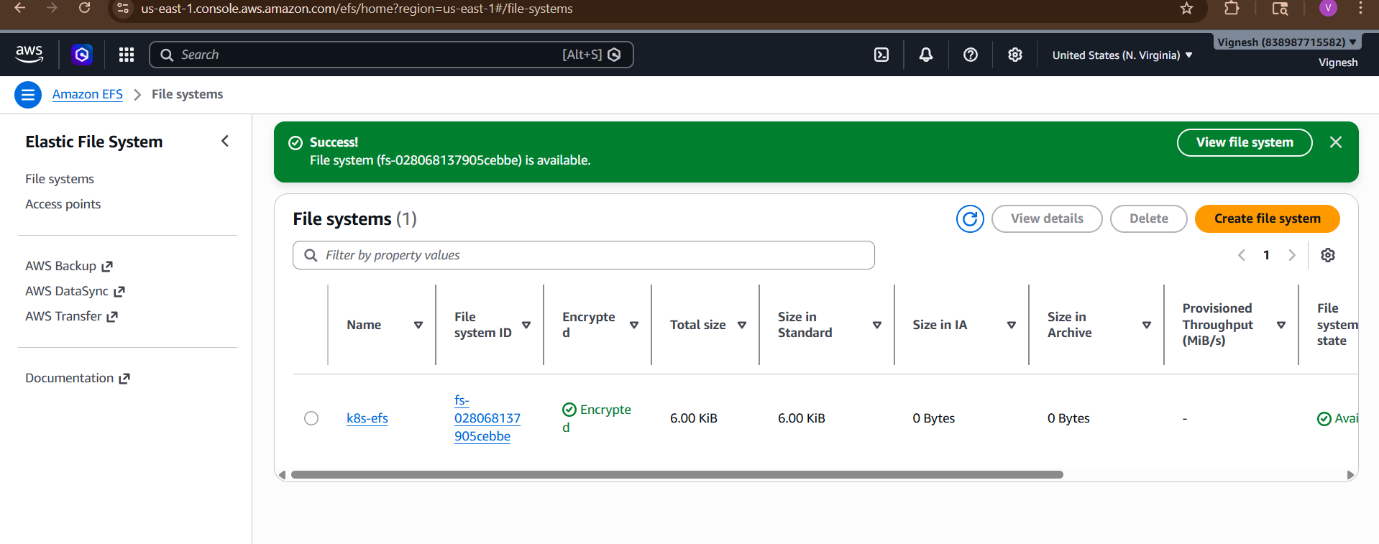 us-east-1.console.aws.amazon.com/efs/home?region=us-east-1#/file-systems
V
aws
Search
[Alt+S]
United States (N. Virginia)
Vignesh (838987715582)
Vignesh
Amazon EFS
File systems
Elastic File System
File systems
Access points
AWS Backup
AWS DataSync
AWS Transfer
Documentation
Success!
File system (fs-028068137905cebbe) is available.
View file system
File systems (1)
View details
Delete
Create file system
Filter by property values
1
Name
File
system ID
Encrypte
d
Total size
Size in
Standard
Size in IA
Size in
Archive
Provisioned
Throughput
(MiB/s)
File
system
state
k8s-efs
fs-
028068137
905cebbe
Encrypte
d
6.00 KiB
6.00 KiB
0 Bytes
0 Bytes
-
Avai